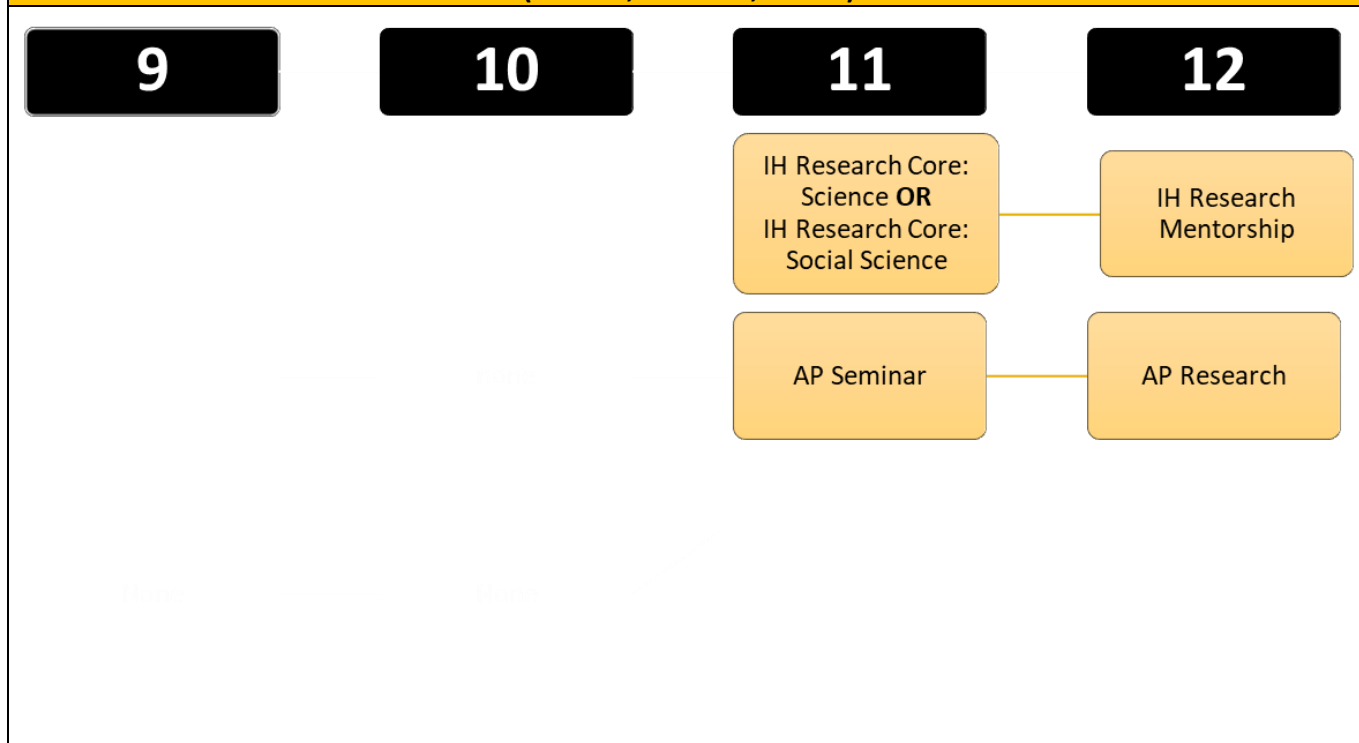 9
10
11
12
IH Research Core:
Science OR
IH Research Core:
Social Science
IH Research
Mentorship
AP Seminar
AP Research